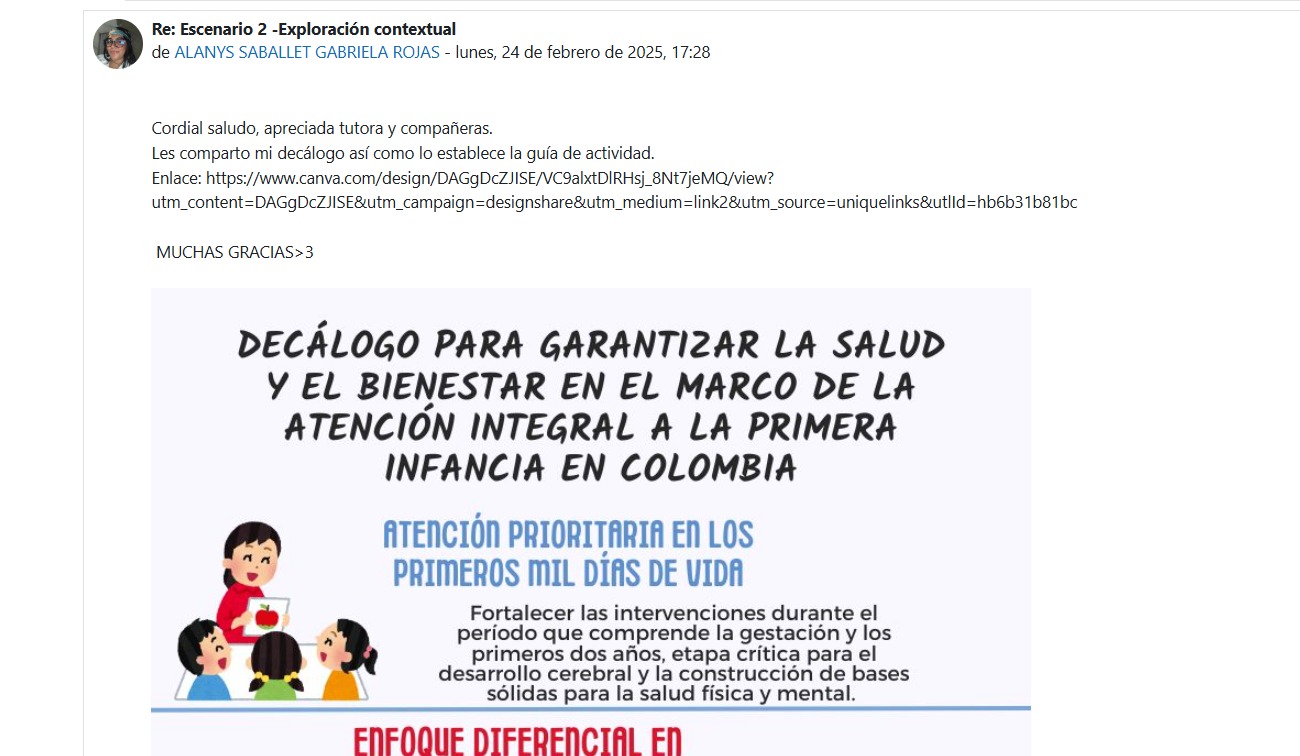 Re: Escenario 2 -Exploración contextual
de ALANYS SABALLET GABRIELA ROJAS - lunes, 24 de febrero de 2025, 17:28
Cordial saludo, apreciada tutora y compañeras.
Les comparto mi decálogo así como lo establece la guía de actividad.
Enlace: https://www.canva.com/design/DAGgDcZJISE/VC9alxtDlRHsj_8Nt7jeMQ/view?
utm_content=DAGgDcZJISE&utm_campaign=designshare&utm_medium=link2&utm_source=uniquelinks&utlId=hb6b31b81bc
MUCHAS GRACIAS>3
DECÁLOGO PARA GARANTIZAR LA SALUD
Y EL BIENESTAR EN EL MARCO DE LA
ATENCIÓN INTEGRAL A LA PRIMERA
INFANCIA EN COLOMBIA
ATENCIÓN PRIORITARIA EN LOS
PRIMEROS MIL DÍAS DE VIDA
Fortalecer las intervenciones durante el
período que comprende la gestación y los
primeros dos años, etapa crítica para el
desarrollo cerebral y la construcción de bases
sólidas para la salud física y mental.
ENFOQUE DIFERENCIAL EN